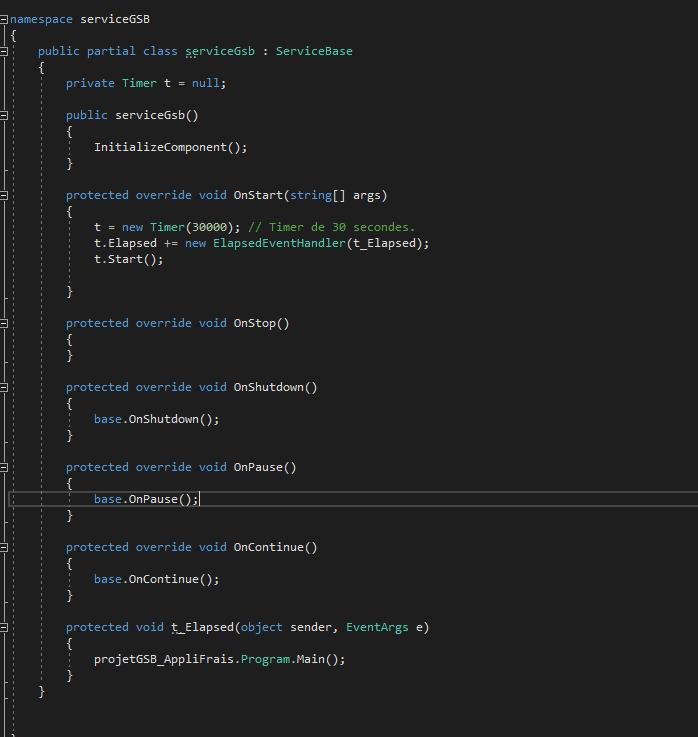 namespace serviceGSB
{
public partial class serviceGsb : ServiceBase
{
private Timer t = null;
public serviceGsb()
{
InitializeComponent();
}
protected override void OnStart(string[] args)
{
t = new Timer(30000); // Timer de 30 secondes.
t.Elapsed += new ElapsedEventHandler(t_Elapsed);
t.Start();
}
protected override void OnStop()
{
}
protected override void OnShutdown()
{
base.OnShutdown();
}
protected override void OnPause()
{
base.OnPause();
}
protected override void OnContinue()
{
base.OnContinue();
}
protected void t_Elapsed(object sender, EventArgs e)
{
projetGSB_AppliFrais.Program.Main();
}
}
}